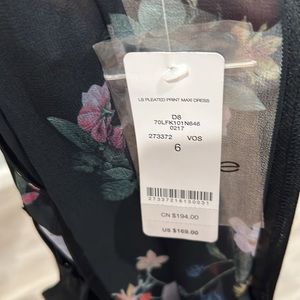 LS PLEATED PRINT MAXI DRESS
D8
70LFK101N646
0217
273372 VOS
6
CN $194.00
US $169.00